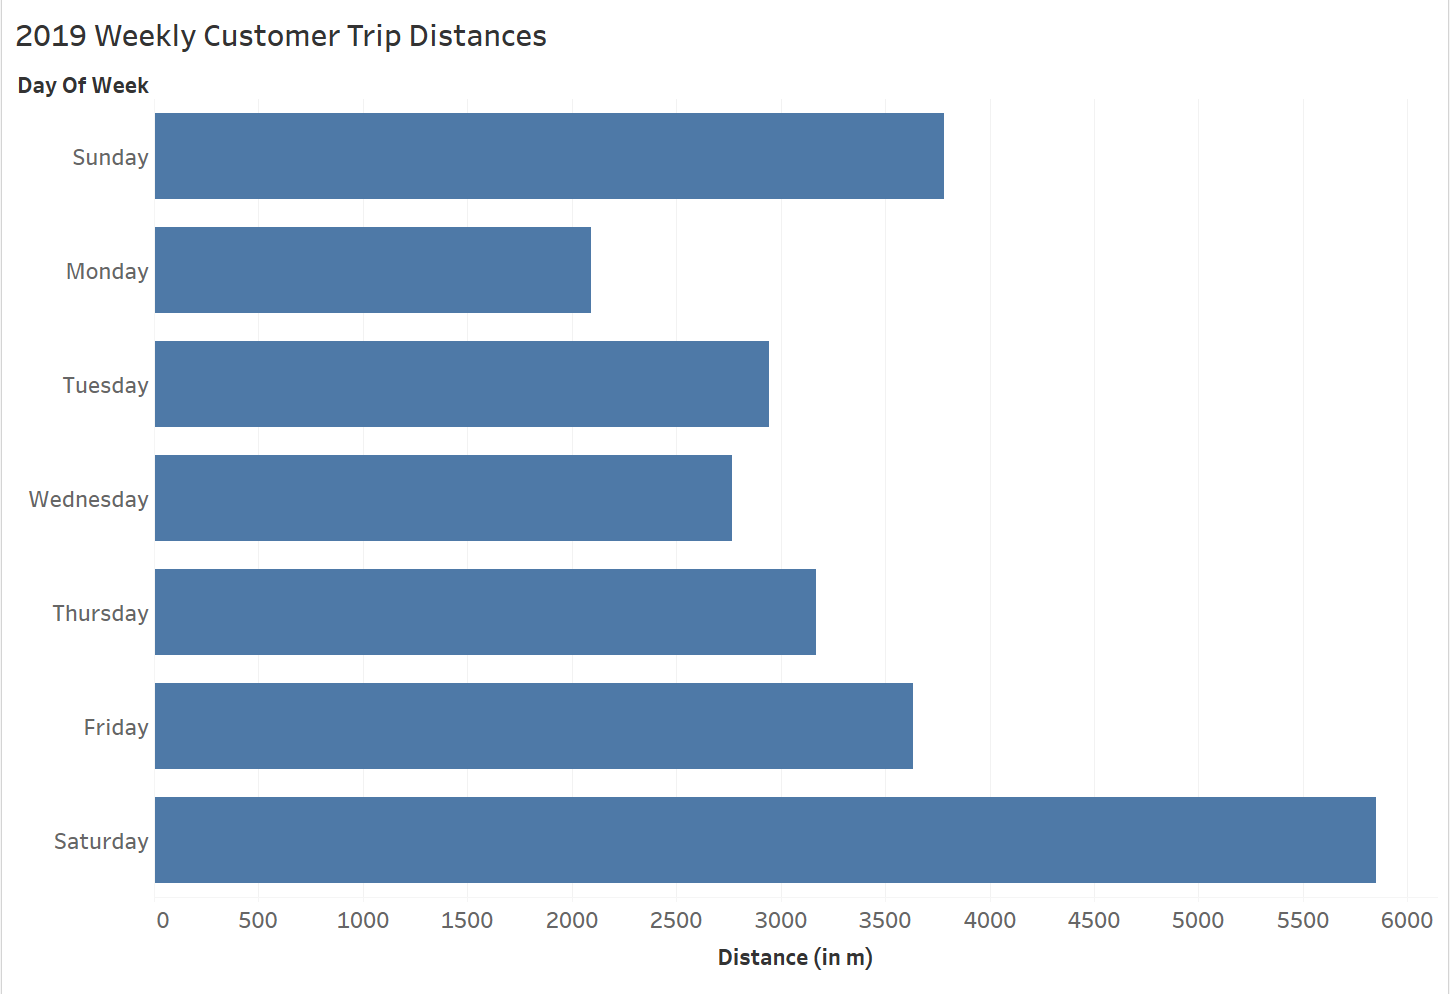 2019 Weekly Customer Trip Distances
Day Of Week
Sunday
Monday
Tuesday
Wednesday
Thursday
Friday
Saturday
0 500 1000 1500 2000 2500 3000 3500 4000 4500 5000 5500 6000
Distance (in m)